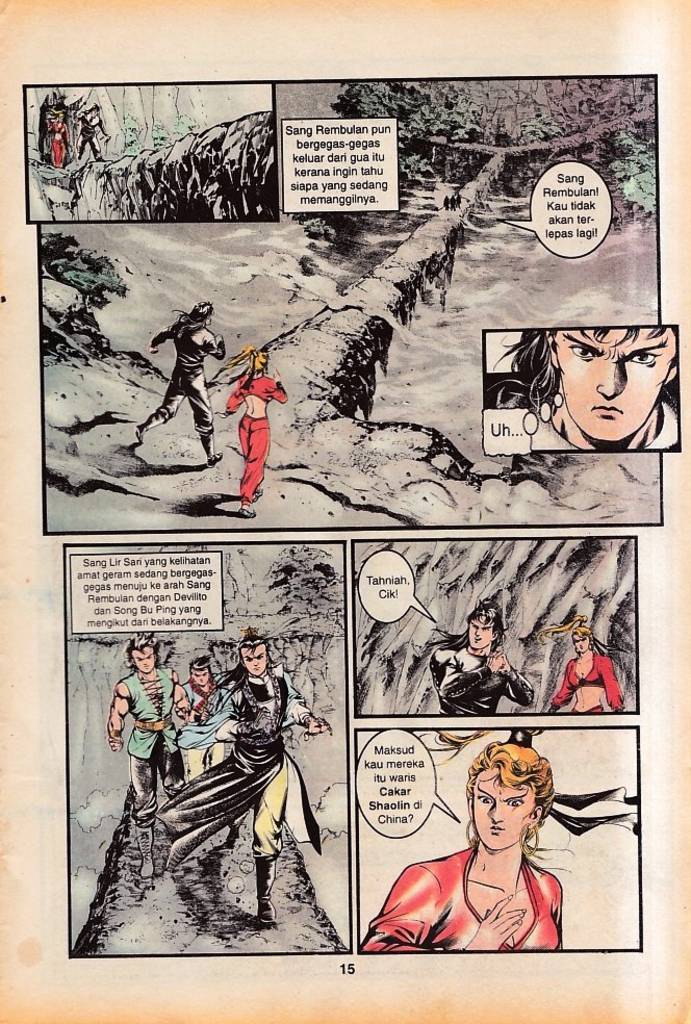 Sang Rembulan pun
bergegas-gegas
keluar dari gua itu
kerana ingin tahu
siapa yang sedang
memanggilnya.
Sang
Rembulan!
Kau tidak
akan ter-
lepas lagi!
Uh...
Sang Lir Sari yang kelihatan
amat geram sedang bergegas-
gegas menuju ke arah Sang
Rembulan dengan Devilito
dan Song Bu Ping yang
mengikut dari belakangnya.
Tahniah,
Cik!
Maksud
kau mereka
itu waris
Cakar
Shaolin di
China?
15